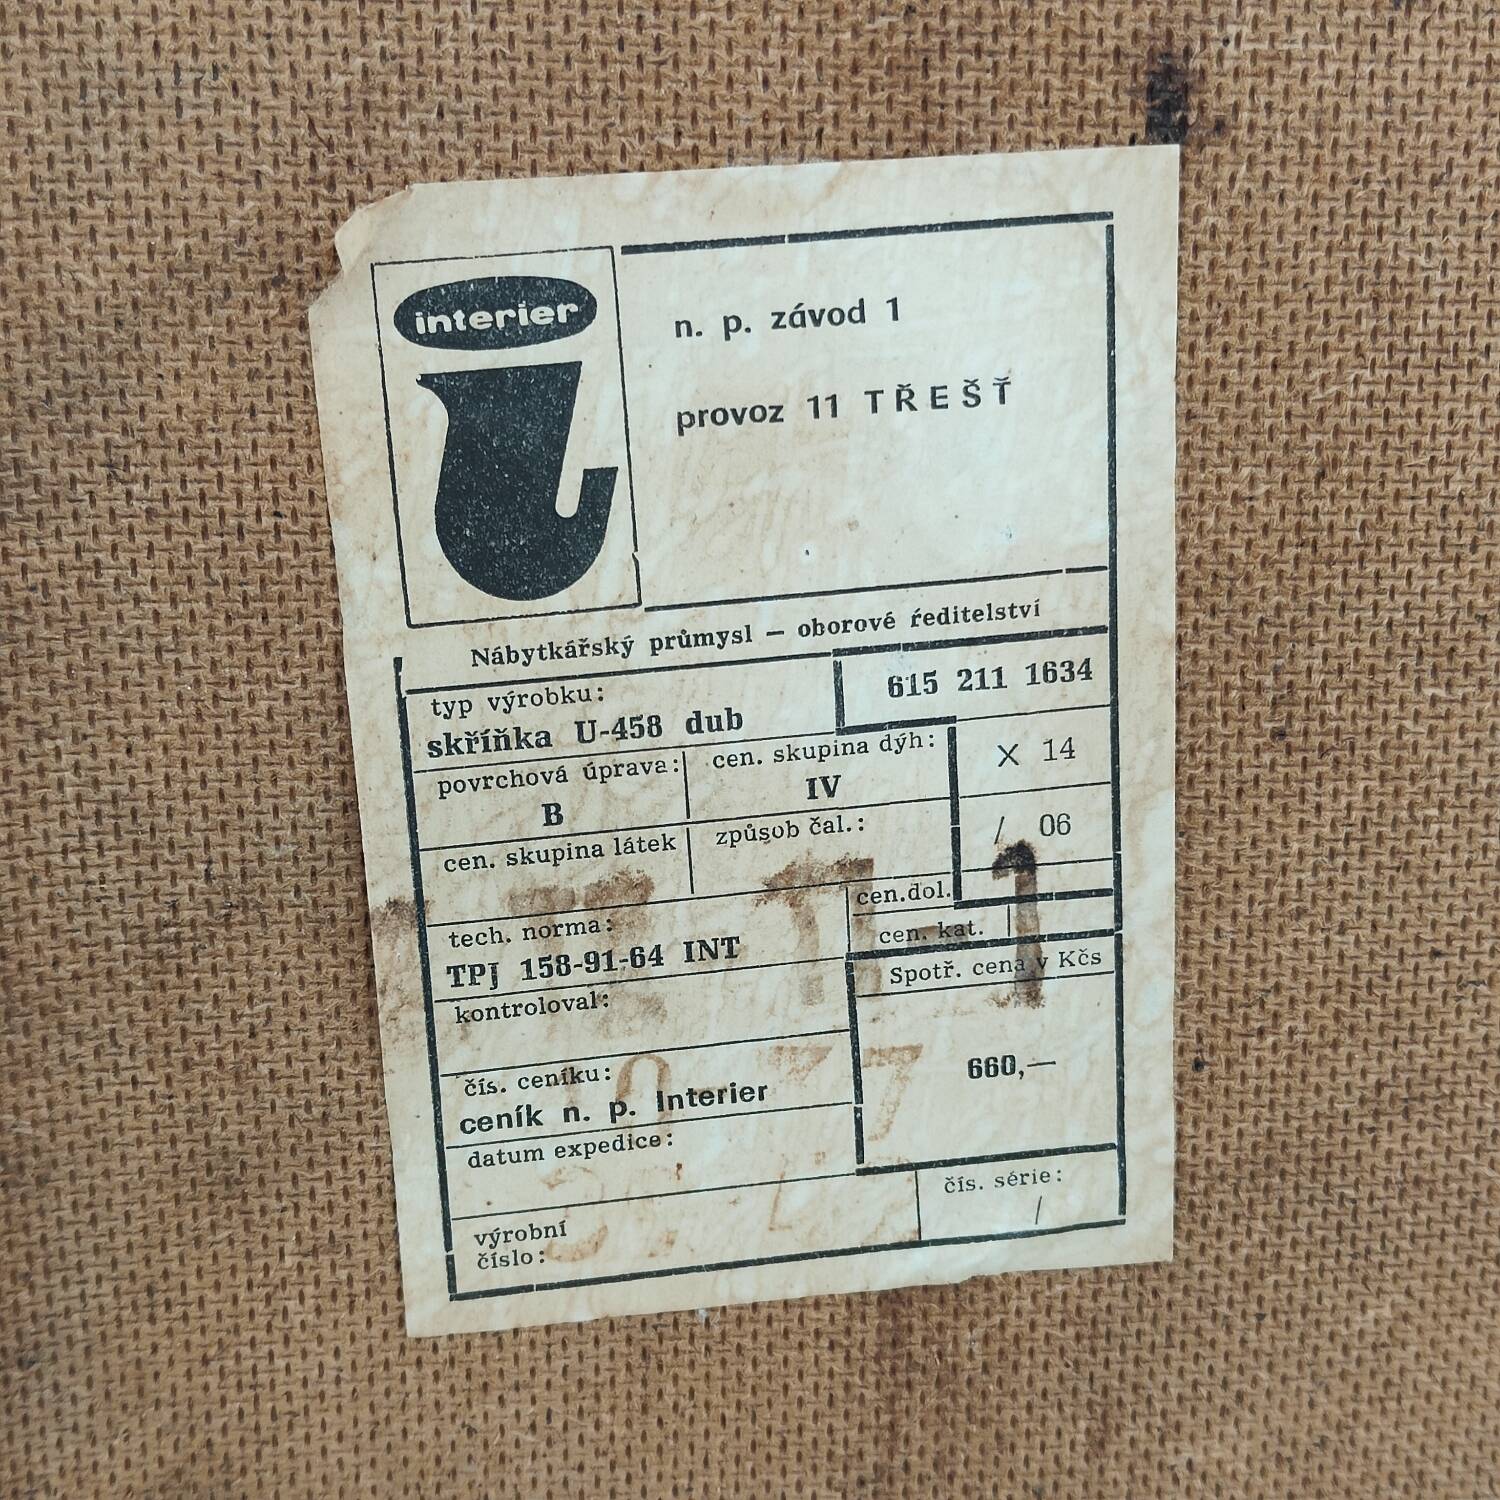 interier
n. p. závod 1
provoz 11 TŘEŠŤ
Nábytkářský průmysl — oborové ředitelství
typ výrobku:
615 211 1634
skříňka U-458 dub
povrchová úprava:
cen. skupina dýh:
X 14
B
IV
cen. skupina látek
způsob čal.:
/ 06
cen.dol.
1
tech. norma:
cen. kat.
TPJ 158-91-64 INT
Spotř. cena v Kčs
kontroloval:
čís. ceníku:
660,—
ceník n. p. Interier
datum expedice:
čís. série:
/
výrobní
číslo: